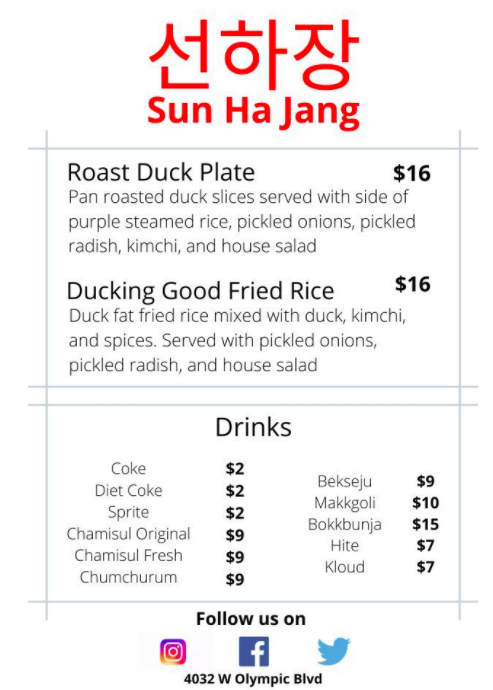 선하장
Sun Ha Jang
Roast Duck Plate $16
Pan roasted duck slices served with side of
purple steamed rice, pickled onions, pickled
radish, kimchi, and house salad
Ducking Good Fried Rice $16
Duck fat fried rice mixed with duck, kimchi,
and spices. Served with pickled onions,
pickled radish, and house salad
Drinks
Coke $2
Diet Coke $2
Sprite $2
Chamisul Original $9
Chamisul Fresh $9
Chumchurum $9
Bekseju $9
Makkgoli $10
Bokkbunja $15
Hite $7
Kloud $7
Follow us on
4032 W Olympic Blvd